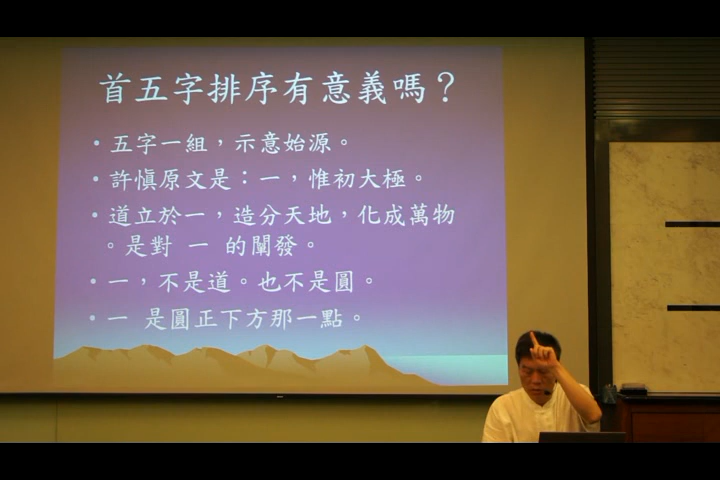 首五字排序有意義嗎？
•五字一組，示意始源。
•許慎原文是：一，惟初大極。
•道立於一，造分天地，化成萬物
。是對 一 的闡發。
•一，不是道。也不是圓。
•一 是圓正下方那一點。